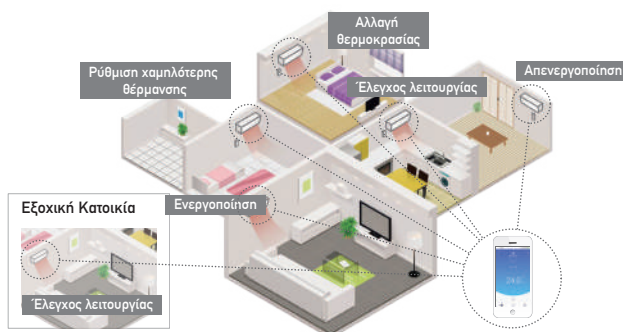 Αλλαγή
θερμοκρασίας
Ρύθμιση χαμηλότερης
θέρμανσης
Έλεγχος λειτουργίας
Απενεργοποίηση
Ενεργοποίηση
Εξοχική Κατοικία
Έλεγχος λειτουργίας